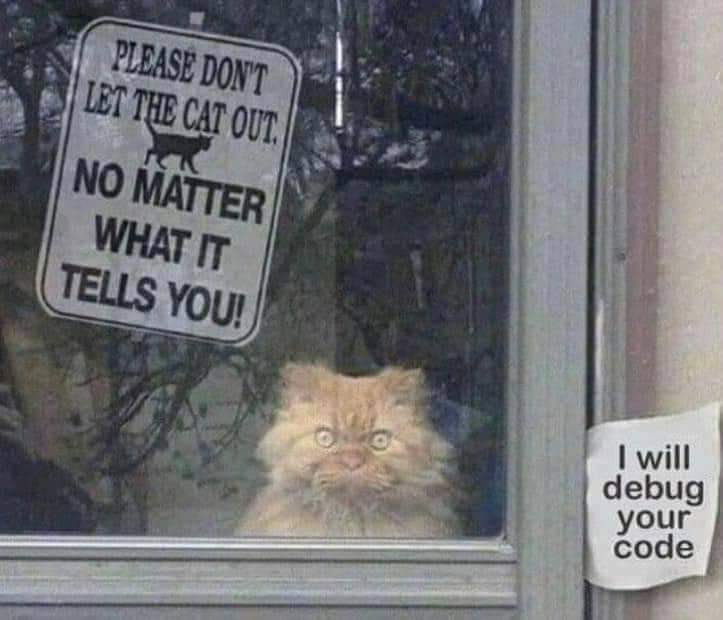 PLEASE DON'T
LET THE CAT OUT.
NO MATTER
WHAT IT
TELLS YOU!
I will
debug
your
code